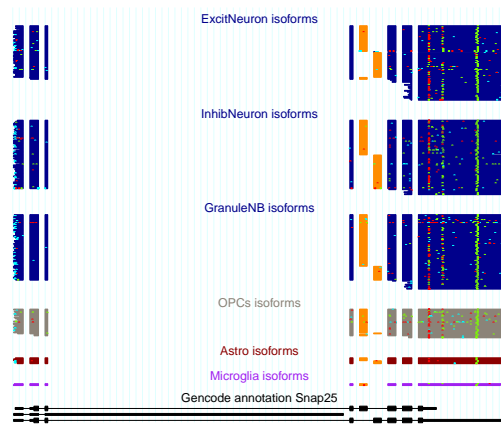 ExcitNeuron isoforms
InhibNeuron isoforms
GranuleNB isoforms
OPCs isoforms
Astro isoforms
Microglia isoforms
Gencode annotation Snap25